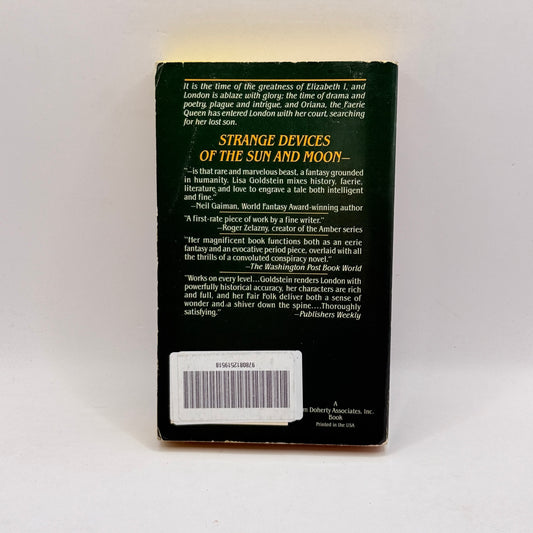 It is the time of the greatness of Elizabeth I, and
London is ablaze with glory; the time of drama and
poetry, plague and intrigue, and Oriana, the Faerie
Queen has entered London with her court, searching
for her lost son.
STRANGE DEVICES
OF THE SUN AND MOON—
"—is that rare and marvelous beast, a fantasy grounded
in humanity. Lisa Goldstein mixes history, faerie,
literature and love to engrave a tale both intelligent
and fine."
—Neil Gaiman, World Fantasy Award-winning author
"A first-rate piece of work by a fine writer."
—Roger Zelazny, creator of the Amber series
"Her magnificent book functions both as an eerie
fantasy and an evocative period piece, overlaid with all
the thrills of a convoluted conspiracy novel."
—The Washington Post Book World
"Works on every level...Goldstein renders London with
powerfully historical accuracy, her characters are rich
and full, and her Fair Folk deliver both a sense of
wonder and a shiver down the spine....Thoroughly
satisfying."
—Publishers Weekly
9780812519518
A
m Doherty Associates, Inc.
Book
Printed in the USA